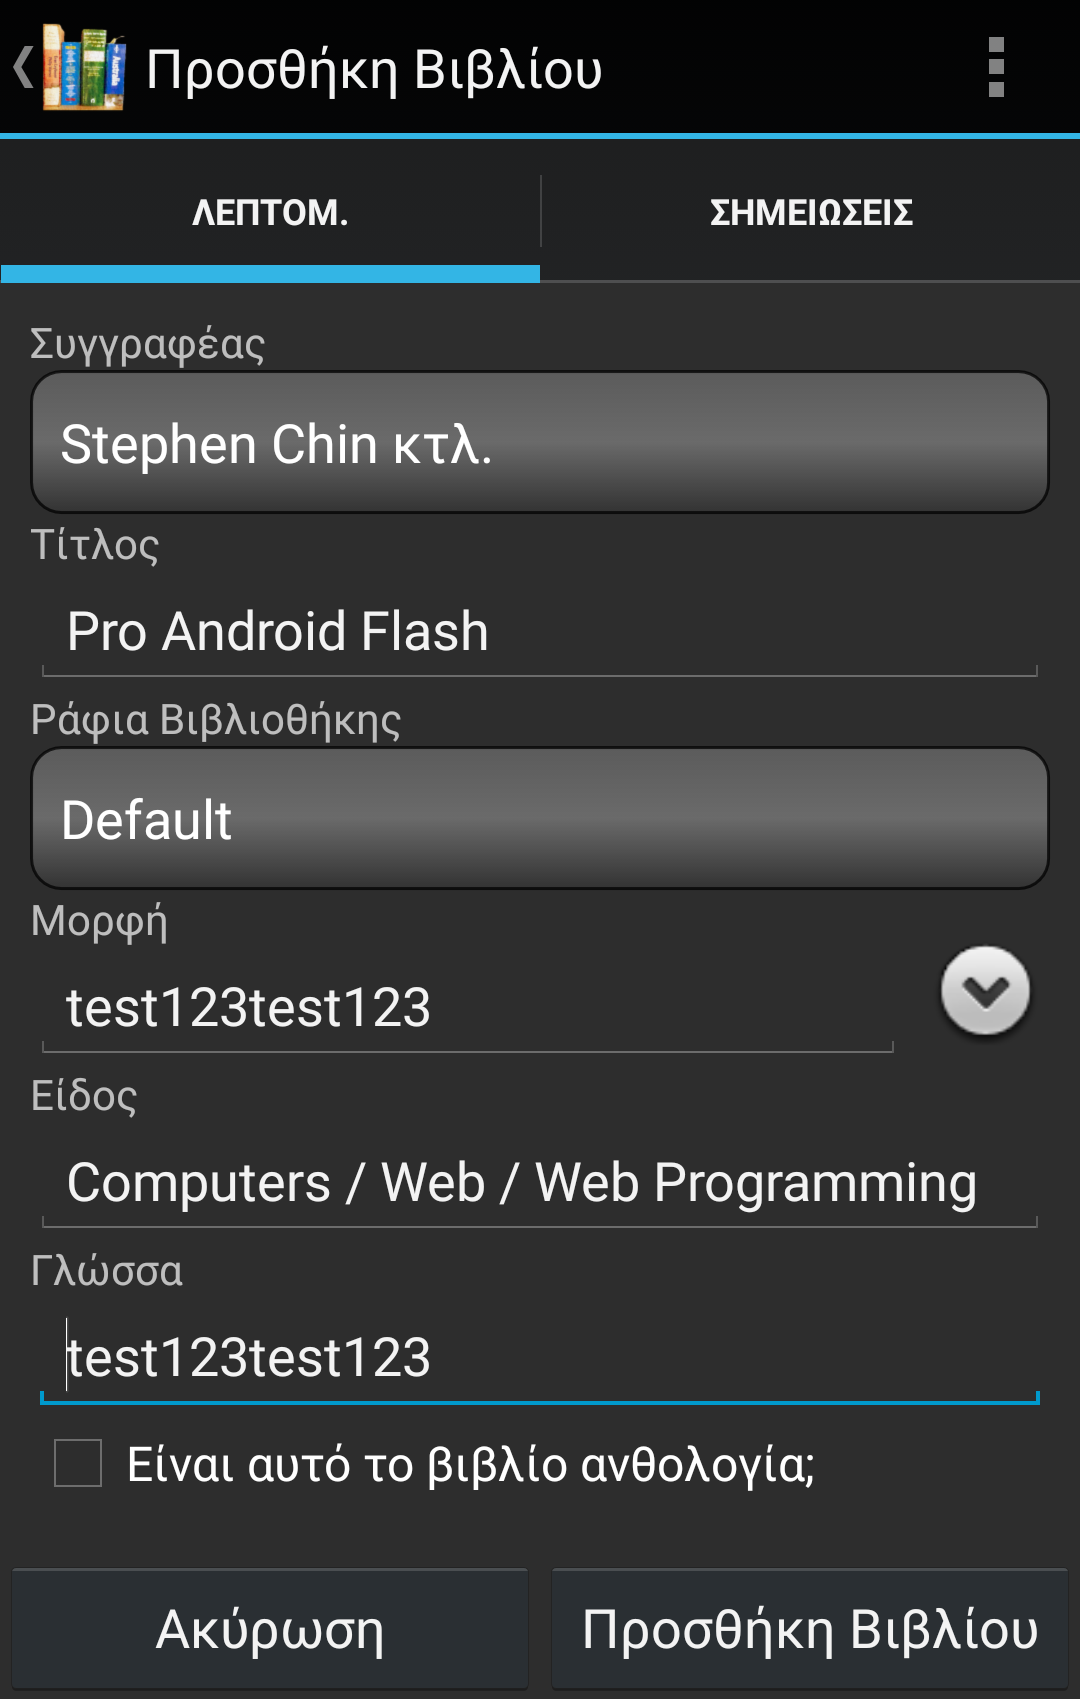 Προσθήκη Βιβλίου
ΛΕΠΤΟΜ.
ΣΗΜΕΙΩΣΕΙΣ
Συγγραφέας
Stephen Chin κτλ.
Τίτλος
Pro Android Flash
Ράφια Βιβλιοθήκης
Default
Μορφή
test123test123
Είδος
Computers / Web / Web Programming
Γλώσσα
test123test123
Είναι αυτό το βιβλίο ανθολογία;
Ακύρωση
Προσθήκη Βιβλίου